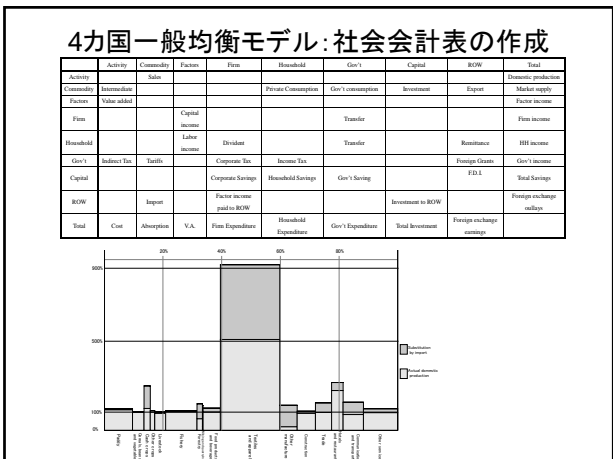 4カ国一般均衡モデル:社会会計表の作成
Activity Commodity Factors Firm Household Gov't Capital ROW Total
Activity Sales Domestic production
Commodity Intermediate Private Consumption Gov't consumption Investment Export Market supply
Factors Value added Factor income
Firm Capital income Transfer Firm income
Household Labor income Divident Transfer Remittance HH income
Gov't Indirect Tax Tariffs Corporate Tax Income Tax Foreign Grants Gov't income
Capital Corporate Savings Household Savings Gov't Saving F.D.I. Total Savings
ROW Import Factor income paid to ROW Investment to ROW Foreign exchange outlays
Total Cost Absorption V.A. Firm Expenditure Household Expenditure Gov't Expenditure Total Investment Foreign exchange earnings
20% 40% 60% 80%
900%
500%
100%
0%
Substitution
by import
Actual domestic
production
Paddy
Livestock
Fishery
Textiles
and apparel
Other
manufacturing
Construction
Trade